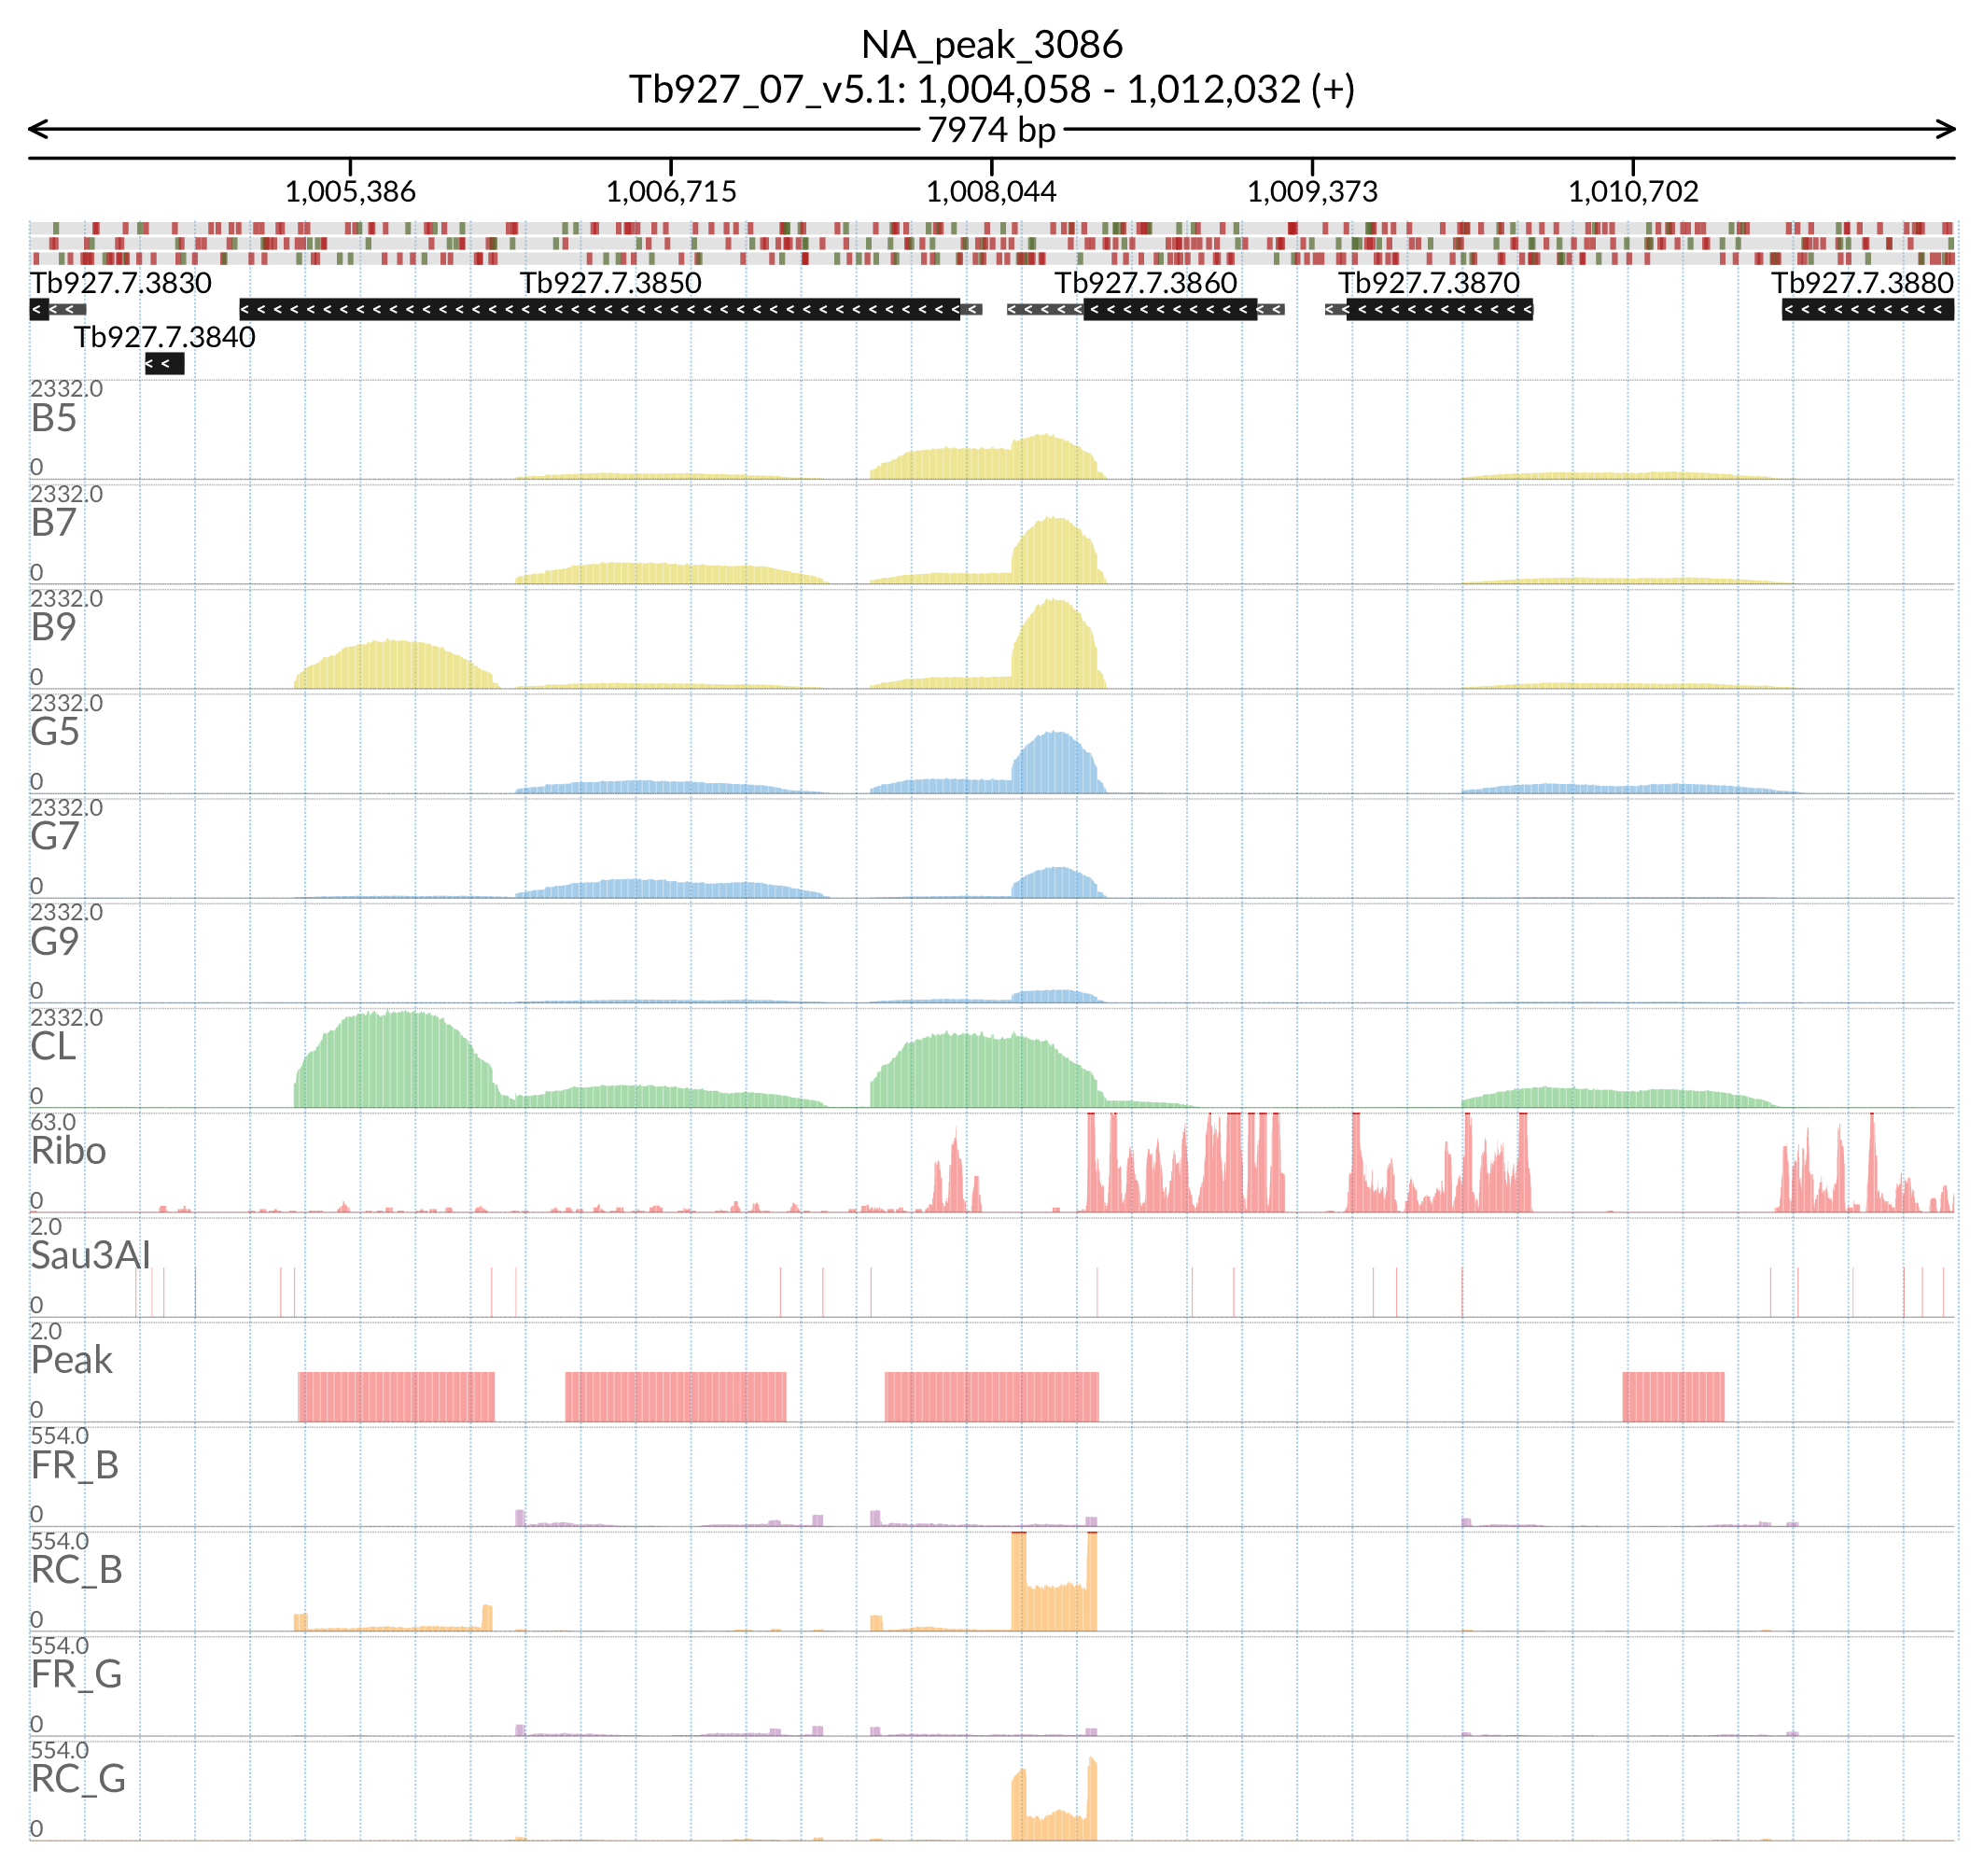 NA_peak_3086
Tb927_07_v5.1: 1,004,058 - 1,012,032 (+)
7974 bp
1,005,386 1,006,715 1,008,044 1,009,373 1,010,702
Tb927.7.3830 Tb927.7.3850 Tb927.7.3860 Tb927.7.3870 Tb927.7.3880
Tb927.7.3840
2332.0
B5
0
2332.0
B7
0
2332.0
B9
0
2332.0
G5
0
2332.0
G7
0
2332.0
G9
0
2332.0
CL
0
63.0
Ribo
0
2.0
Sau3AI
0
2.0
Peak
0
554.0
FR_B
0
554.0
RC_B
0
554.0
FR_G
0
554.0
RC_G
0